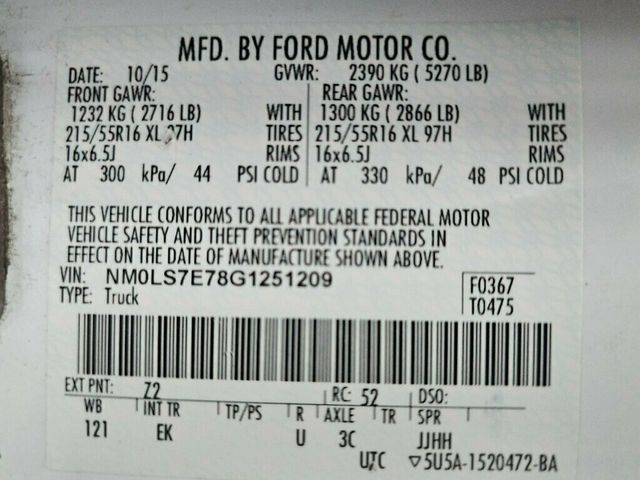 MFD. BY FORD MOTOR CO.
DATE: 10/15 GVWR: 2390 KG ( 5270 LB)
FRONT GAWR: REAR GAWR:
1232 KG ( 2716 LB) WITH 1300 KG ( 2866 LB) WITH
215/55R16 XL 97H TIRES 215/55R16 XL 97H TIRES
16x6.5J RIMS 16x6.5J RIMS
AT 300 kPa/ 44 PSI COLD AT 330 kPa/ 48 PSI COLD
THIS VEHICLE CONFORMS TO ALL APPLICABLE FEDERAL MOTOR
VEHICLE SAFETY AND THEFT PREVENTION STANDARDS IN
EFFECT ON THE DATE OF MANUFACTURE SHOWN ABOVE.
VIN: NM0LS7E78G1251209 F0367
TYPE: Truck T0475
EXT PNT: Z2 RC: 52 DSO:
WB INT TR TP/PS R AXLE TR SPR
121 EK U 3C JJHH
UTC ▽5U5A-1520472-BA